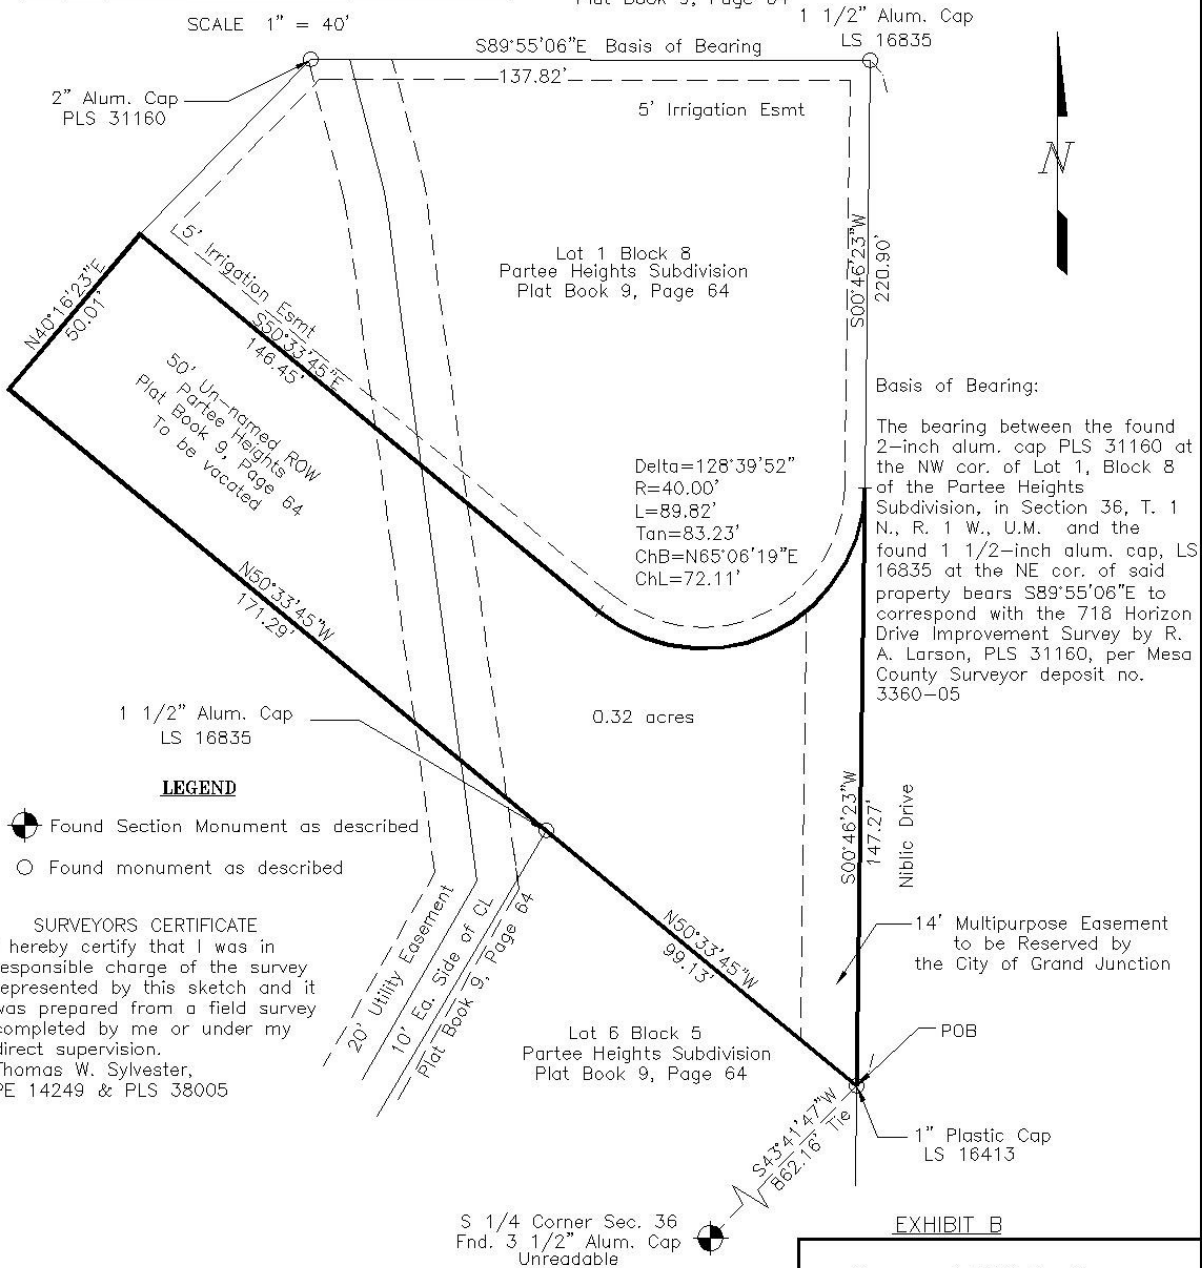 Plat Book 9, Page 64
SCALE 1" = 40'
1 1/2" Alum. Cap
LS 16835
S89°55'06"E Basis of Bearing
137.82'
2" Alum. Cap
PLS 31160
5' Irrigation Esmt
N
S00°46'23"W
220.90'
Lot 1 Block 8
Partee Heights Subdivision
Plat Book 9, Page 64
5' Irrigation Esmt
S50°33'45"E
146.45'
N40°16'23"E
50.01'
50' Un-named ROW
Partee Heights
Plat Book 9, Page 64
To be vacated
Delta=128°39'52"
R=40.00'
L=89.82'
Tan=83.23'
ChB=N65°06'19"E
ChL=72.11'
Basis of Bearing:
The bearing between the found
2-inch alum. cap PLS 31160 at
the NW cor. of Lot 1, Block 8
of the Partee Heights
Subdivision, in Section 36, T. 1
N., R. 1 W., U.M. and the
found 1 1/2-inch alum. cap, LS
16835 at the NE cor. of said
property bears S89°55'06"E to
correspond with the 718 Horizon
Drive Improvement Survey by R.
A. Larson, PLS 31160, per Mesa
County Surveyor deposit no.
3360-05
N50°33'45"W
171.29'
1 1/2" Alum. Cap
LS 16835
0.32 acres
LEGEND
Found Section Monument as described
Found monument as described
S00°46'23"W
147.27'
Niblic Drive
SURVEYORS CERTIFICATE
hereby certify that I was in
esponsible charge of the survey
epresented by this sketch and it
was prepared from a field survey
completed by me or under my
direct supervision.
Thomas W. Sylvester,
PE 14249 & PLS 38005
20' Utility Easement
10' Ea. Side of CL
Plat Book 9, Page 64
N50°33'45"W
99.13'
14' Multipurpose Easement
to be Reserved by
the City of Grand Junction
Lot 6 Block 5
Partee Heights Subdivision
Plat Book 9, Page 64
POB
S43°41'47"W
862.16' Tie
1" Plastic Cap
LS 16413
S 1/4 Corner Sec. 36
Fnd. 3 1/2" Alum. Cap
Unreadable
EXHIBIT B